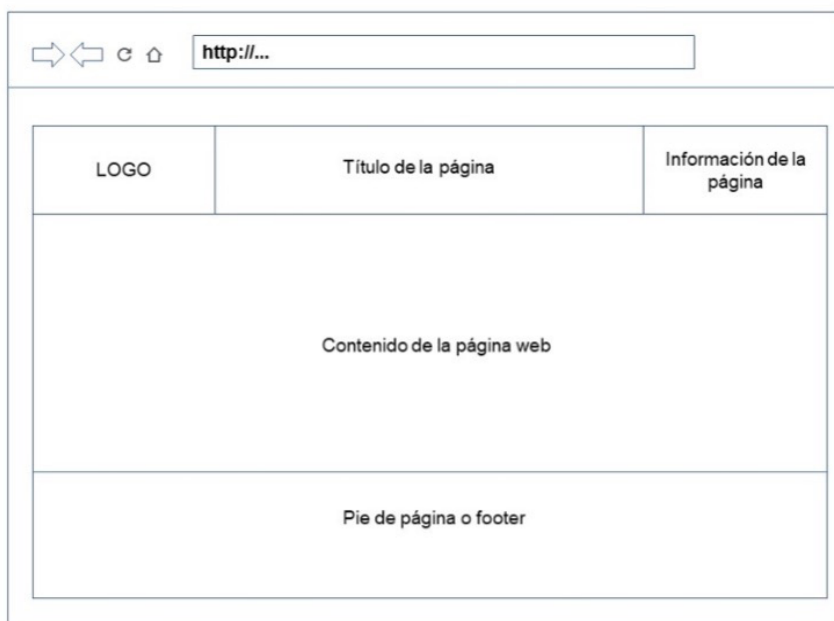 http://...
LOGO
Título de la página
Información de la
página
Contenido de la página web
Pie de página o footer